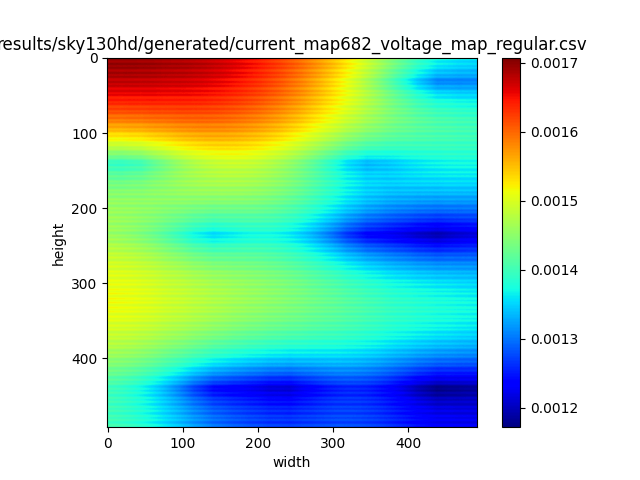 results/sky130hd/generated/current_map682_voltage_map_regular.csv
0
100
200
300
400
height
0 100 200 300 400
width
0.0017
0.0016
0.0015
0.0014
0.0013
0.0012